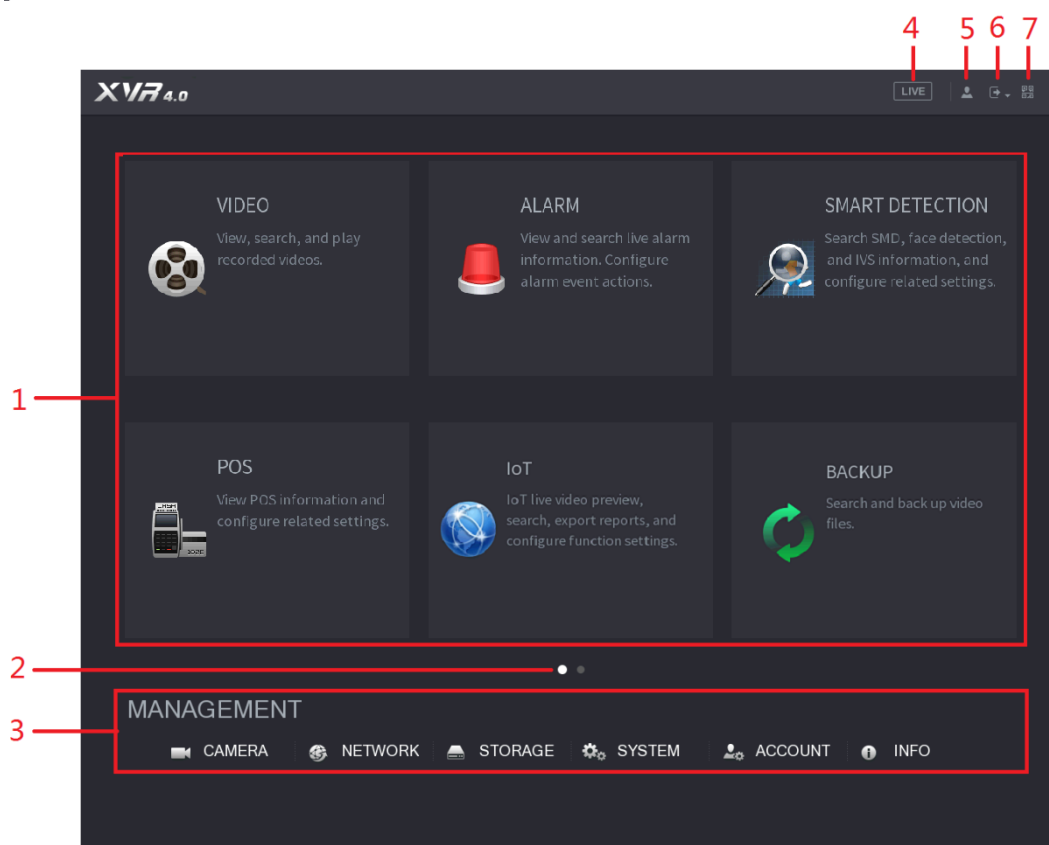 4 5 6 7
XVR 4.0
LIVE
VIDEO
View, search, and play
recorded videos.
ALARM
View and search live alarm
information. Configure
alarm event actions.
SMART DETECTION
Search SMD, face detection,
and IVS information, and
configure related settings.
1
POS
View POS information and
configure related settings.
IoT
IoT live video preview,
search, export reports, and
configure function settings.
BACKUP
Search and back up video
files.
2
MANAGEMENT
3
CAMERA NETWORK STORAGE SYSTEM ACCOUNT INFO